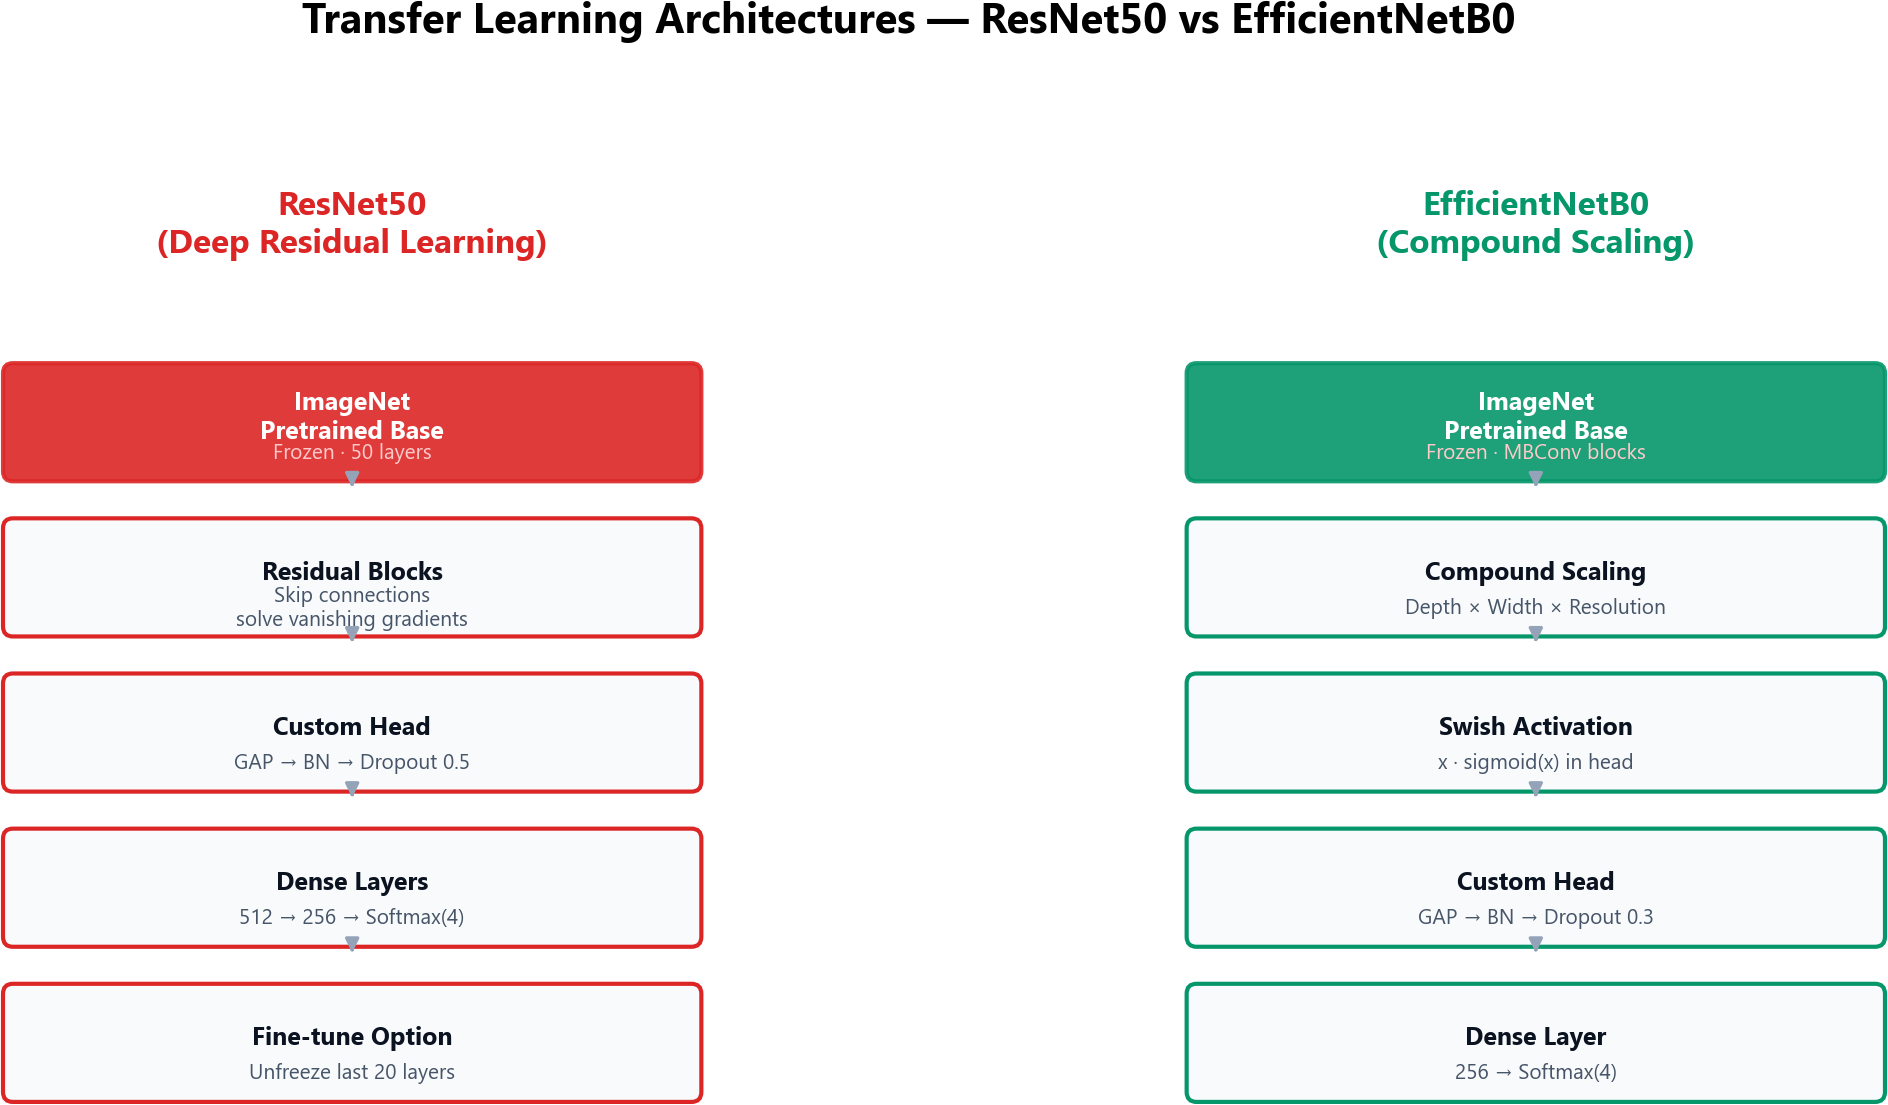 Transfer Learning Architectures — ResNet50 vs EfficientNetB0
ResNet50
(Deep Residual Learning)
ImageNet
Pretrained Base
Frozen · 50 layers
Residual Blocks
Skip connections
solve vanishing gradients
Custom Head
GAP → BN → Dropout 0.5
Dense Layers
512 → 256 → Softmax(4)
Fine-tune Option
Unfreeze last 20 layers
EfficientNetB0
(Compound Scaling)
ImageNet
Pretrained Base
Frozen · MBConv blocks
Compound Scaling
Depth × Width × Resolution
Swish Activation
x · sigmoid(x) in head
Custom Head
GAP → BN → Dropout 0.3
Dense Layer
256 → Softmax(4)